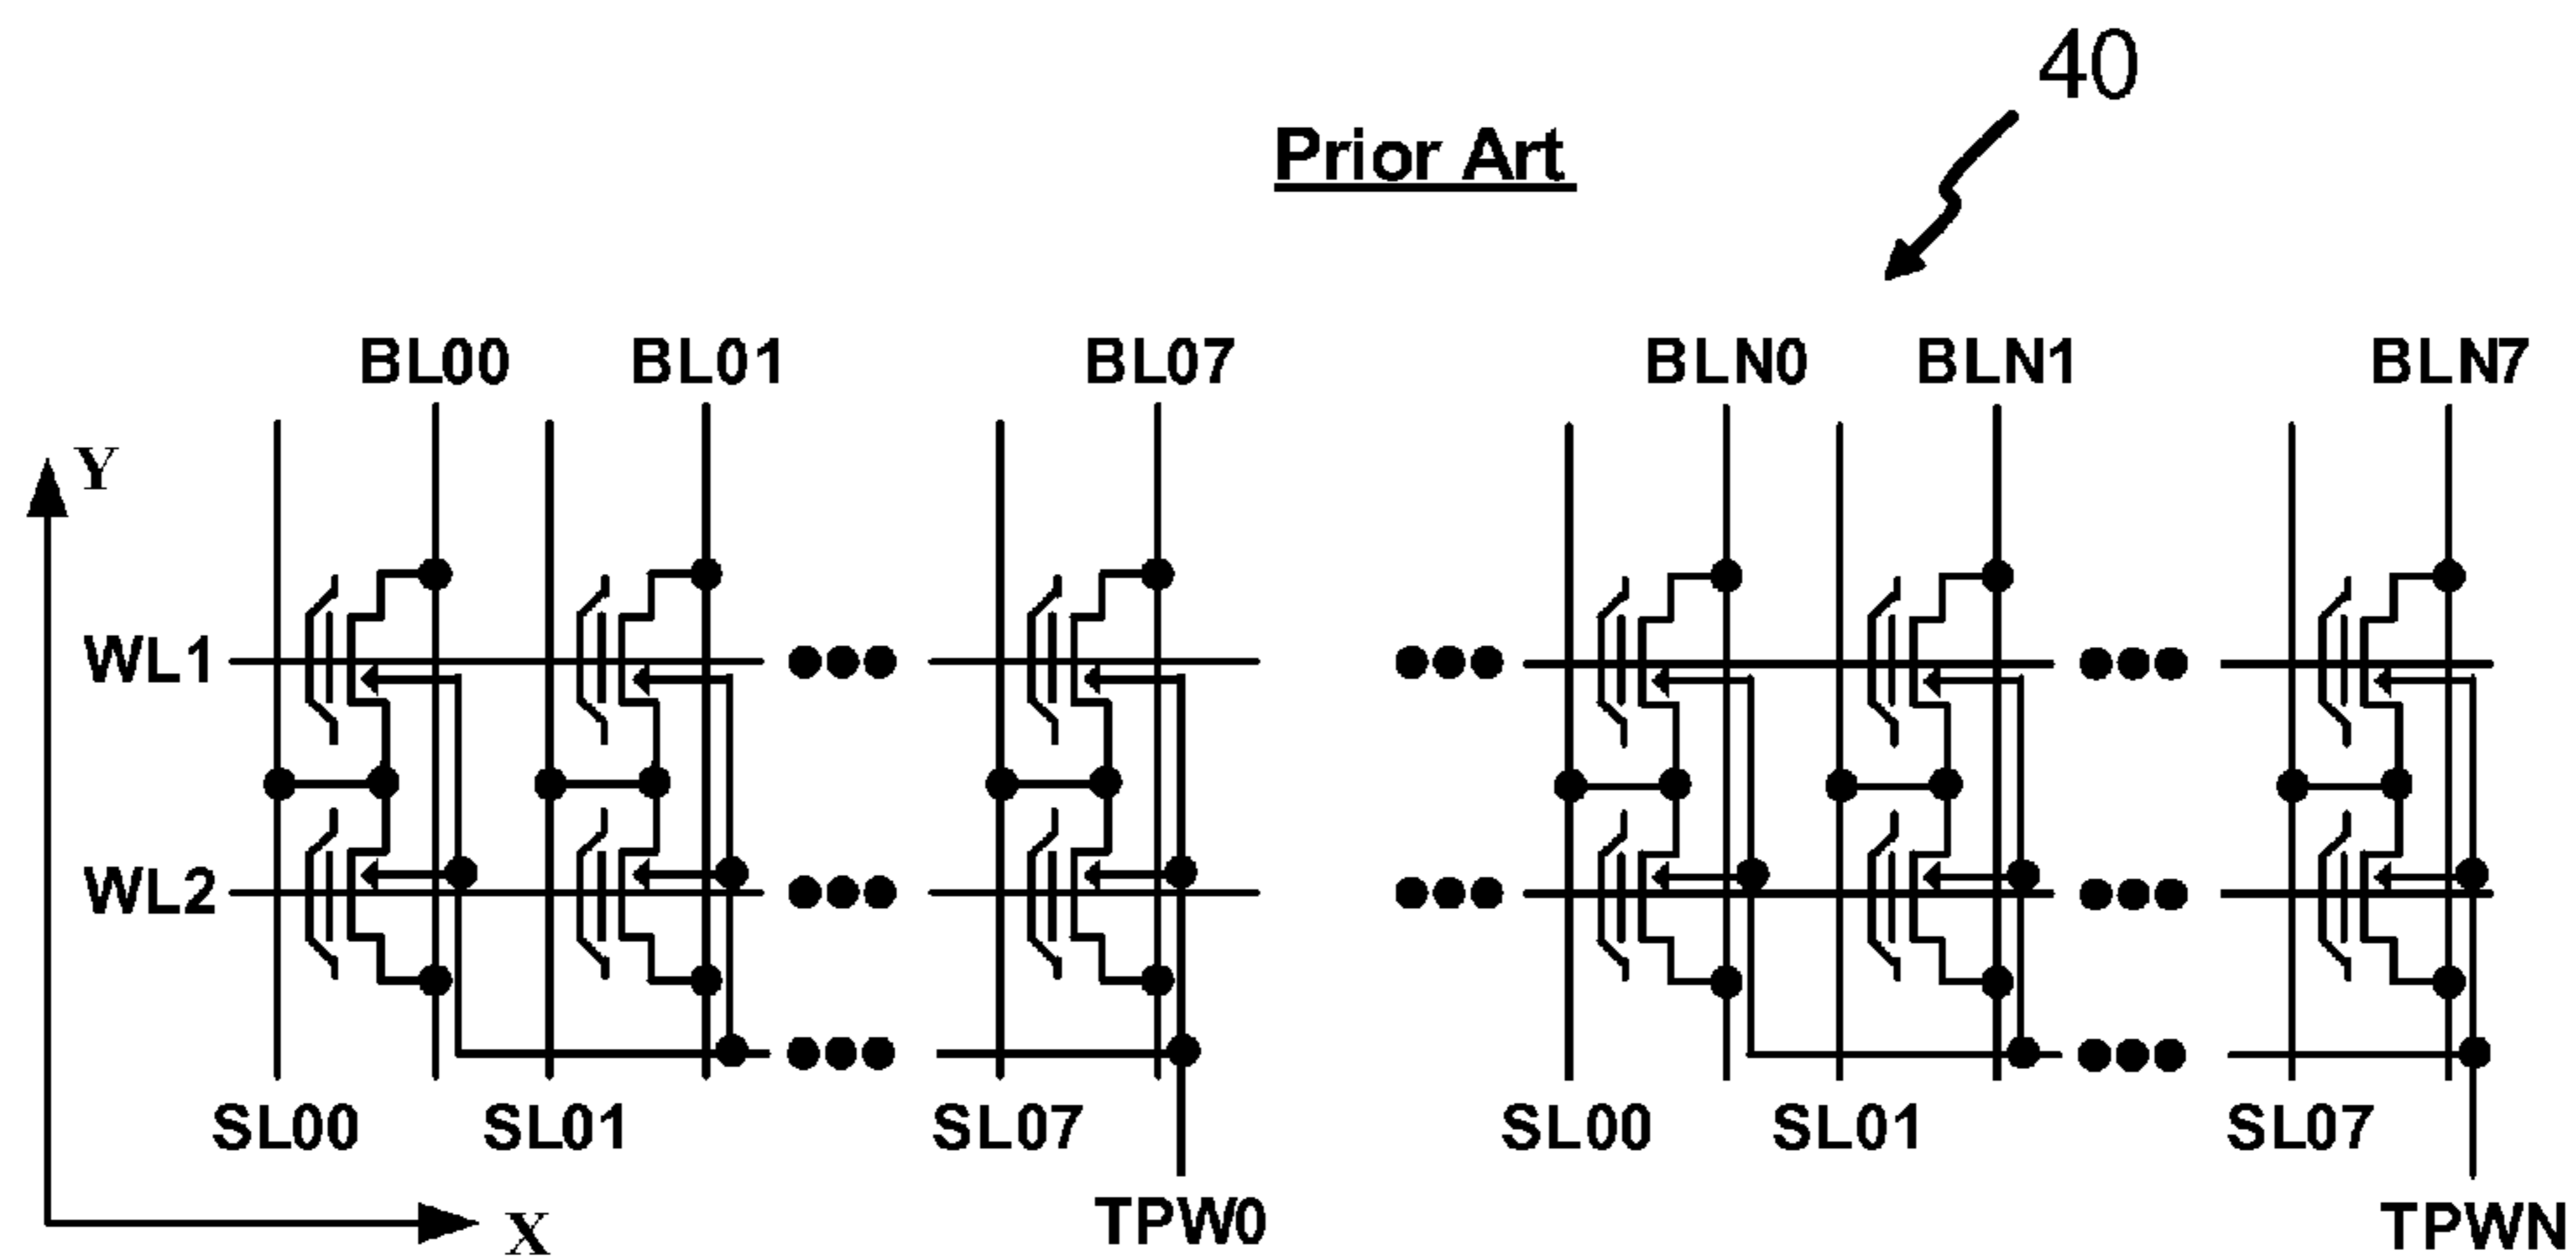 40
Prior Art
BL00 BL01 BL07 BLN0 BLN1 BLN7
Y
WL1
WL2
SL00 SL01 SL07 SL00 SL01 SL07
TPW0 TPWN
X